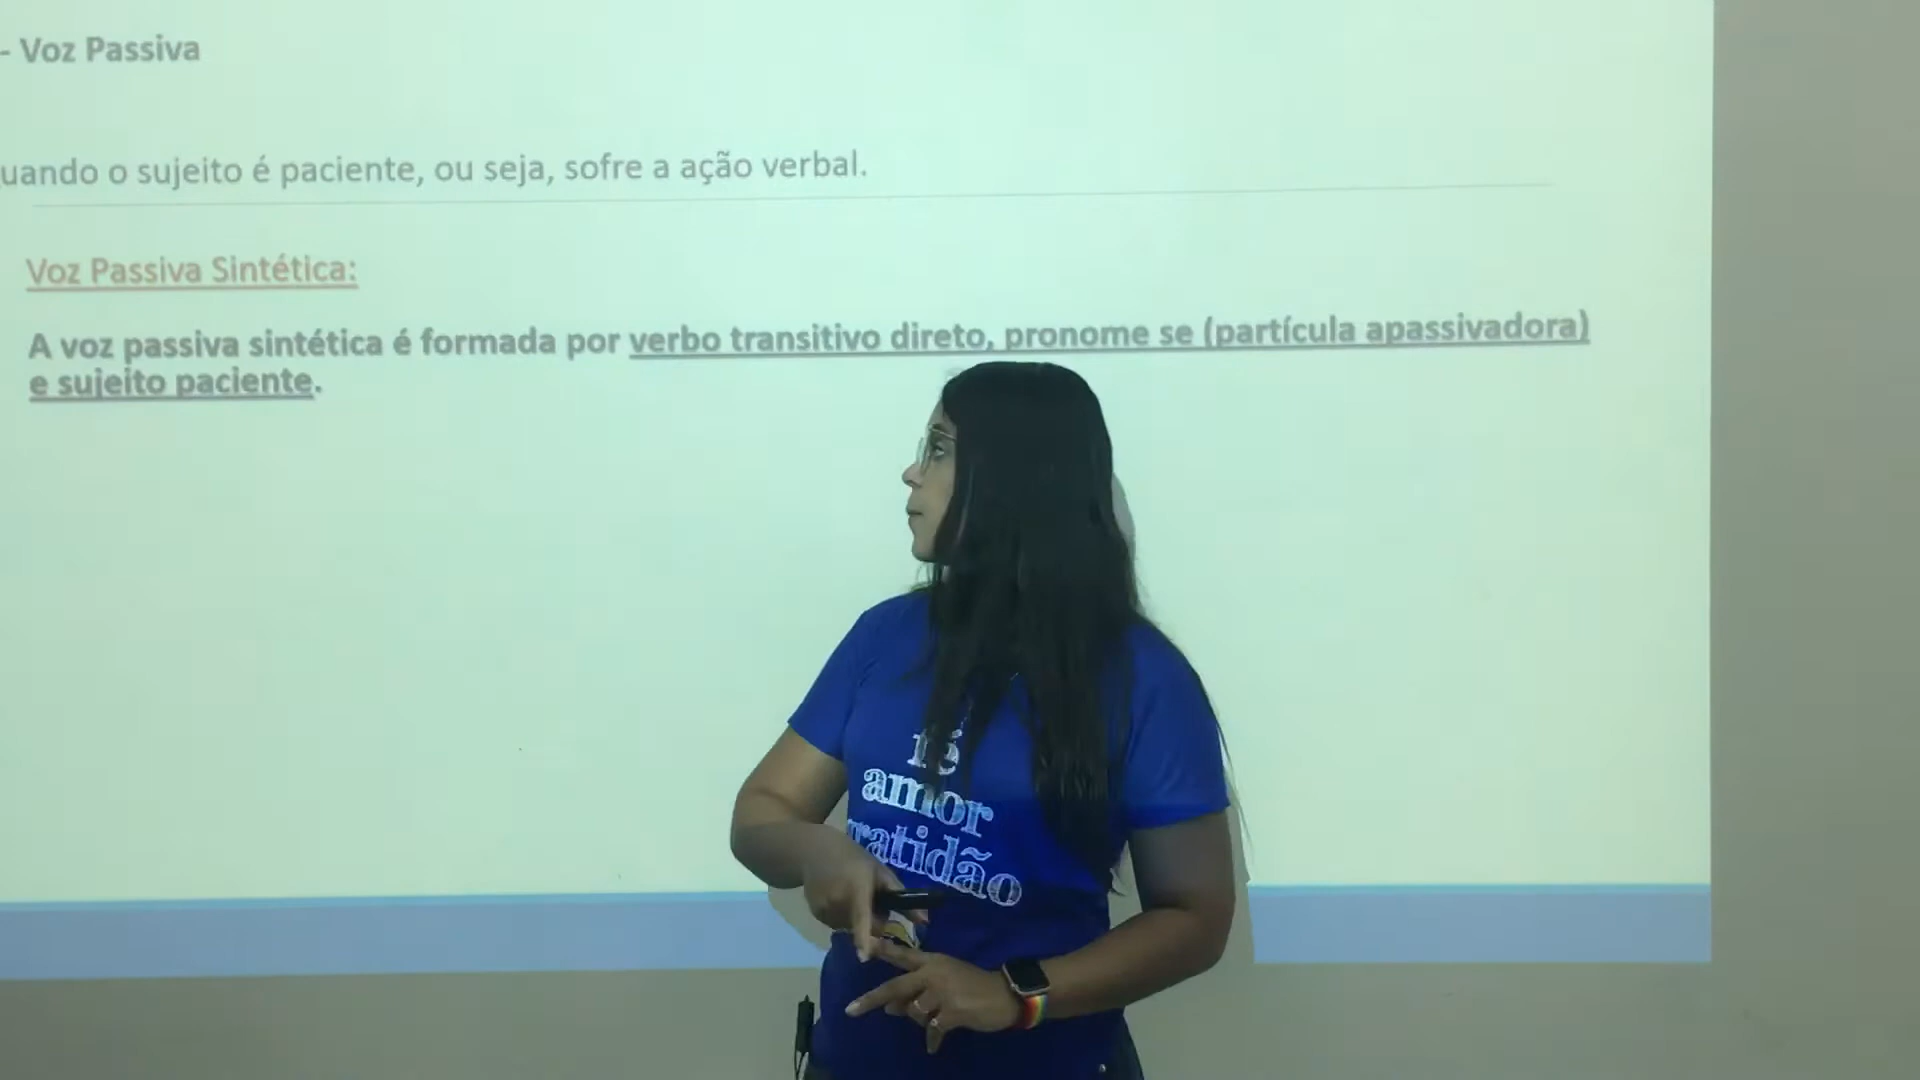 - Voz Passiva
uando o sujeito é paciente, ou seja, sofre a ação verbal.
Voz Passiva Sintética:
A voz passiva sintética é formada por verbo transitivo direto, pronome se (partícula apassivadora)
e sujeito paciente.
fé
amor
ratidão